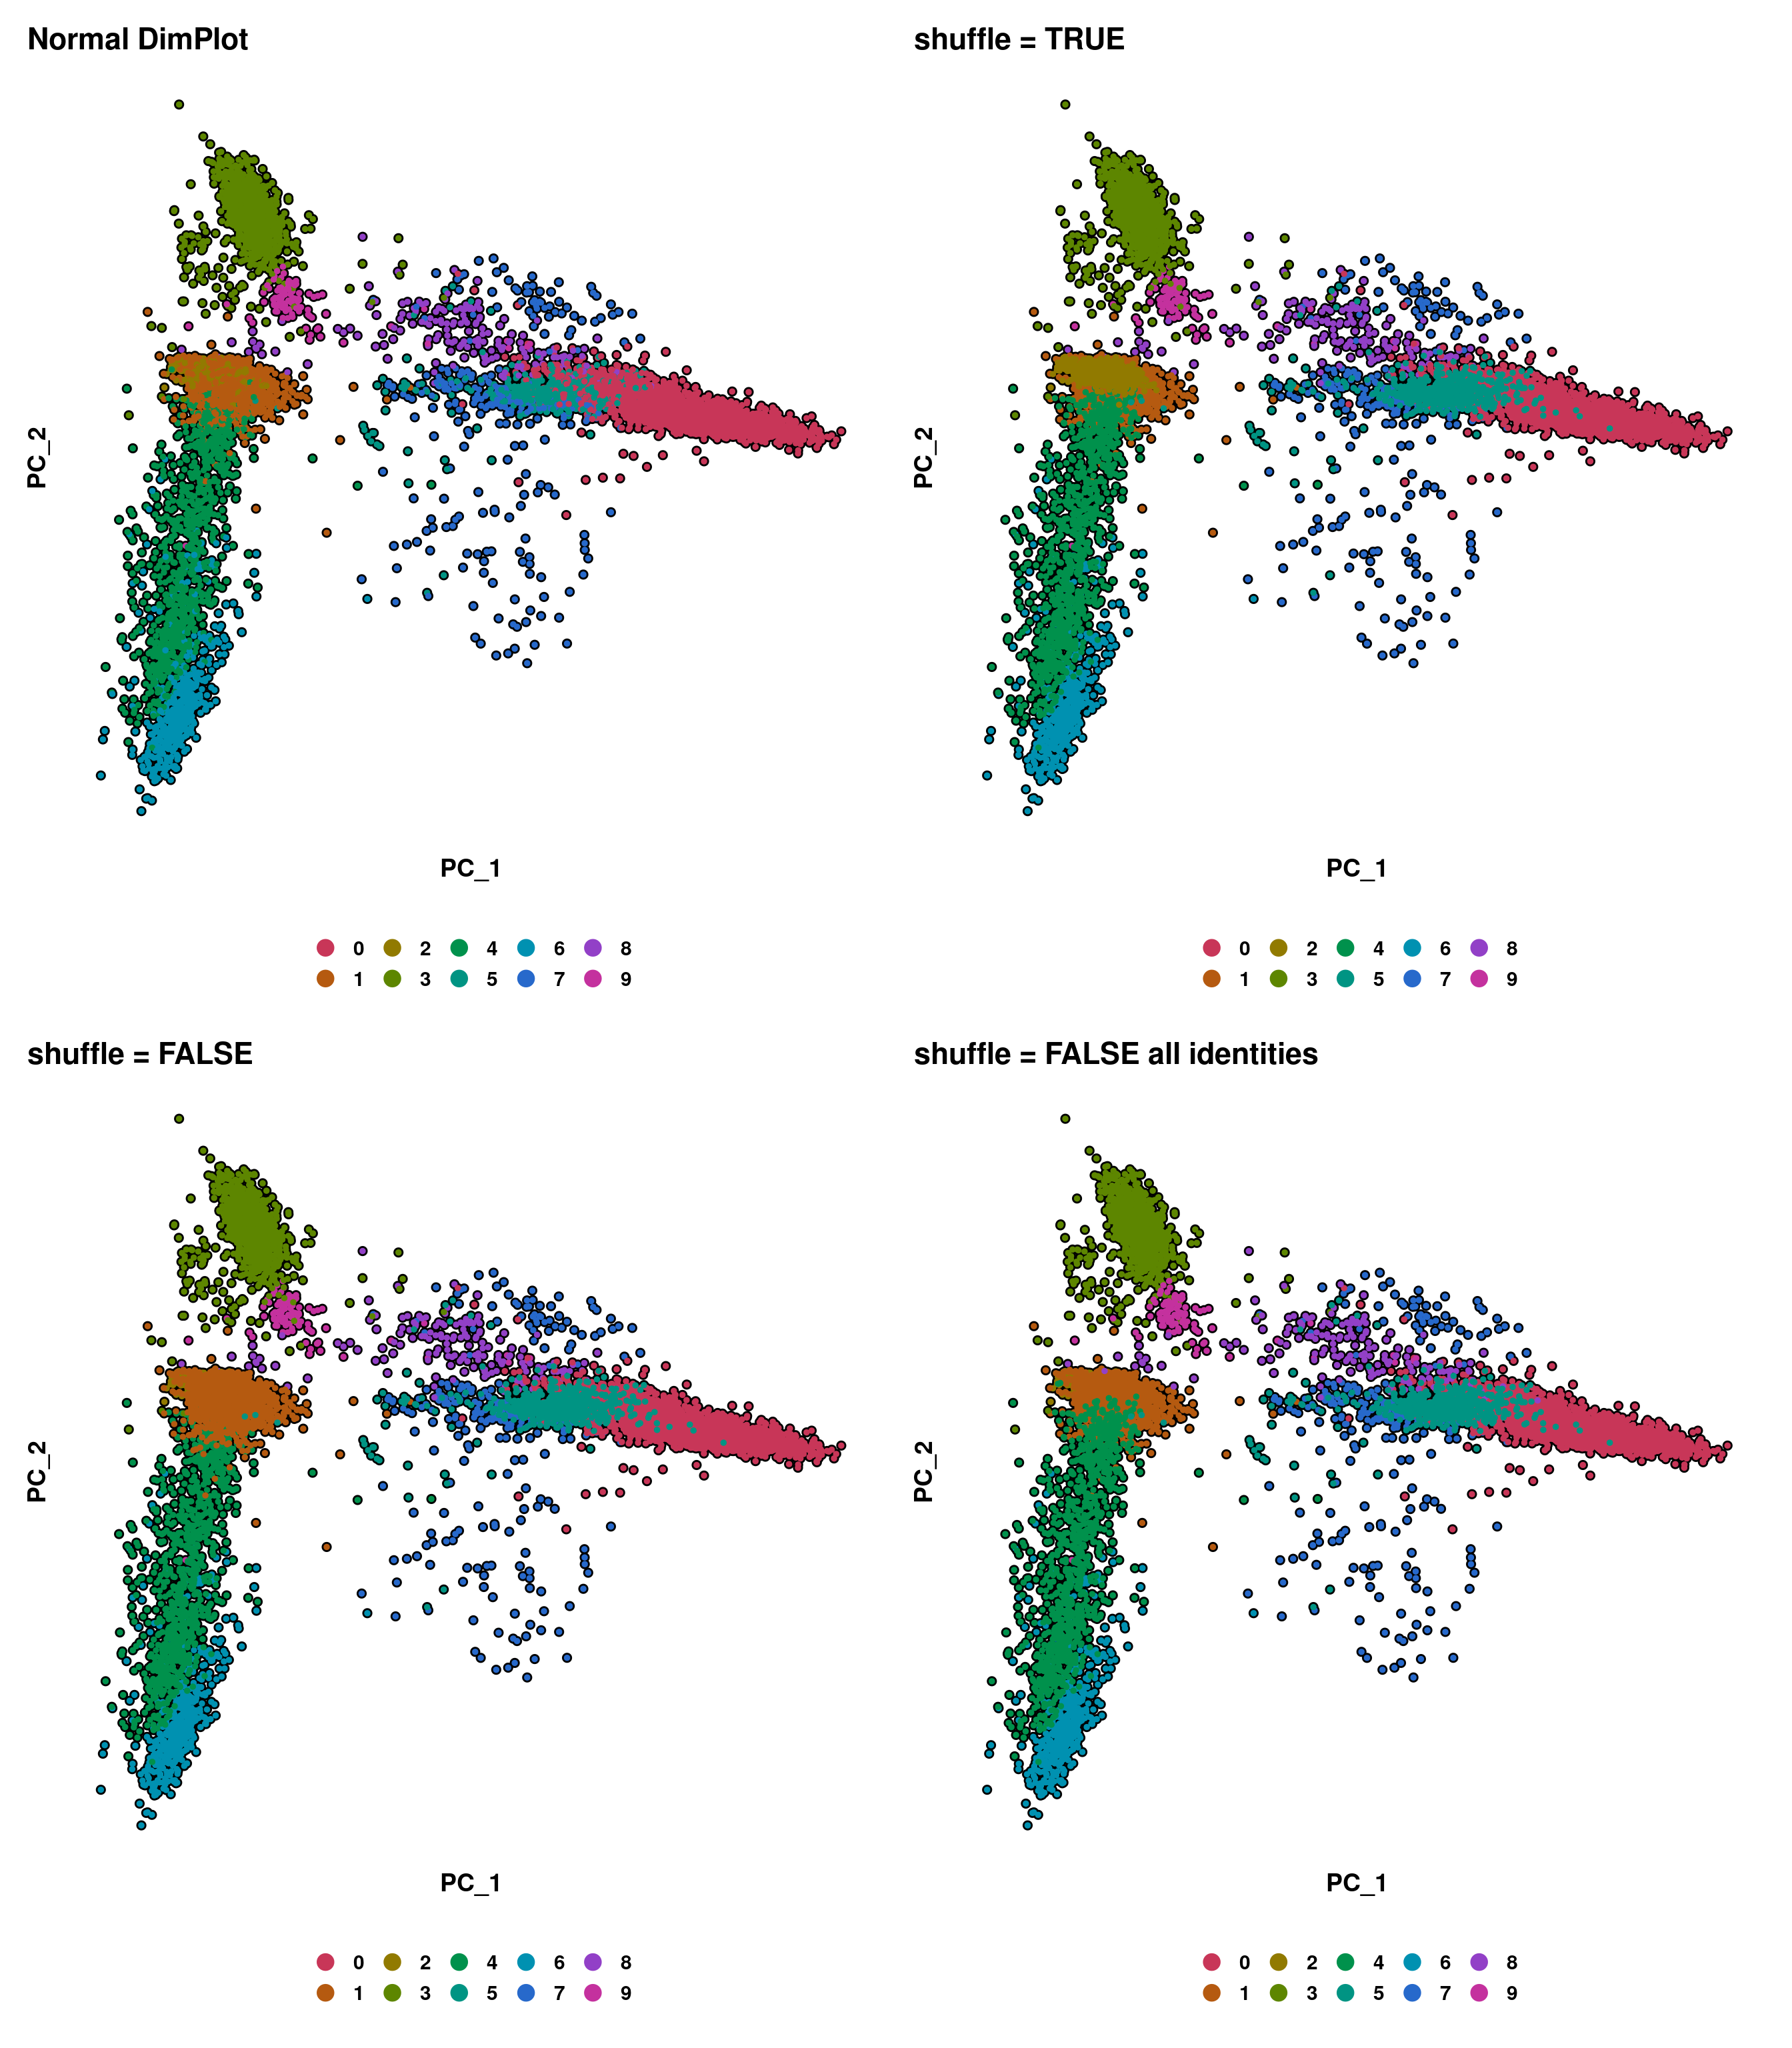 Normal DimPlot
shuffle = TRUE
PC_2
PC_2
PC_1
PC_1
0 2 4 6 8
1 3 5 7 9
0 2 4 6 8
1 3 5 7 9
shuffle = FALSE
shuffle = FALSE all identities
PC_2
PC_2
PC_1
PC_1
0 2 4 6 8
1 3 5 7 9
0 2 4 6 8
1 3 5 7 9